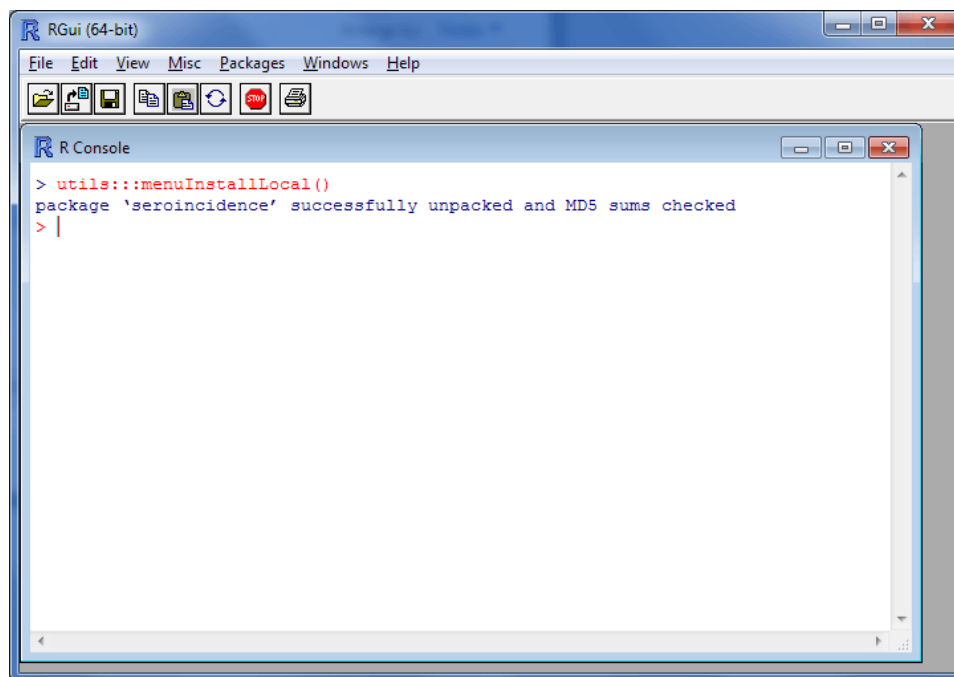 RGui (64-bit)
File Edit View Misc Packages Windows Help
STOP
R Console
> utils:::menuInstallLocal()
package ‘seroincidence’ successfully unpacked and MD5 sums checked
>